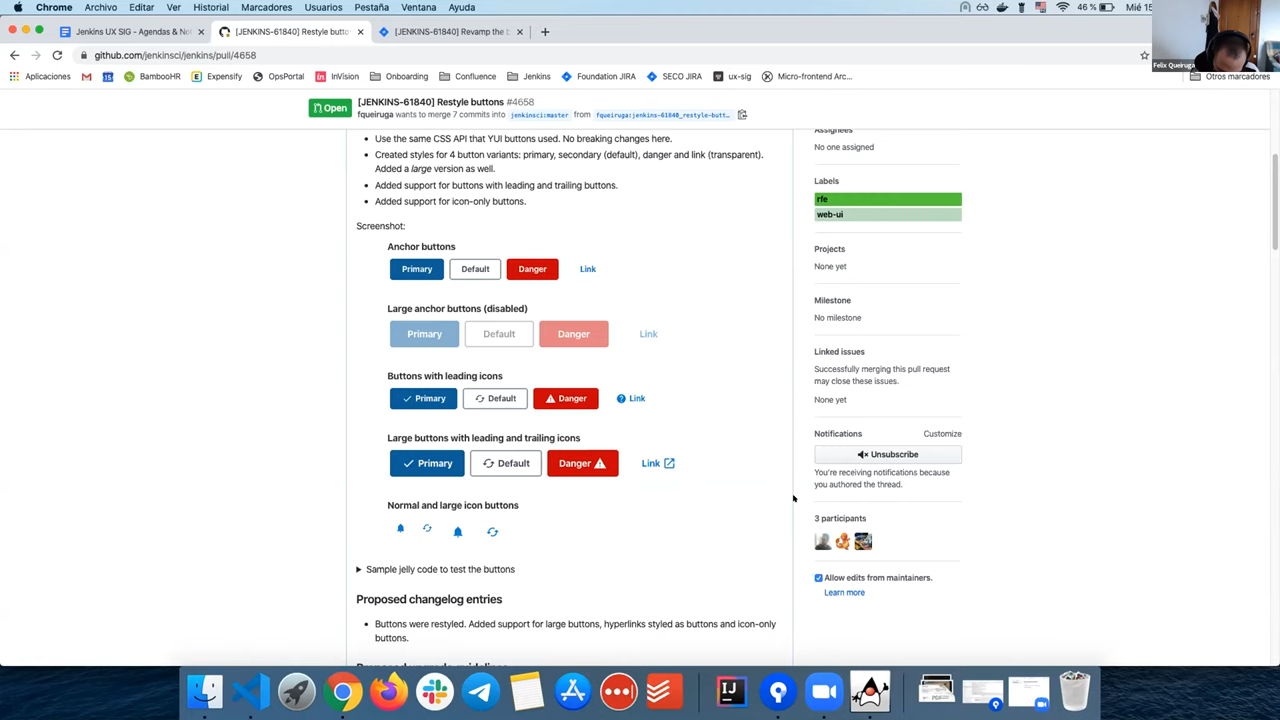 Chrome Archivo Editar Ver Historial Marcadores Usuarios Pestaña Ventana Ayuda 46 % Mié 15
Jenkins UX SIG - Agendas & No [JENKINS-61840] Restyle butto [JENKINS-61840] Revamp the b
github.com/jenkinsci/jenkins/pull/4658
Felix Queiruga
Aplicaciones BambooHR Expensify OpsPortal InVision Onboarding Confluence Jenkins Foundation JIRA SECO JIRA ux-sig Micro-frontend Arc... Otros marcadores
Open [JENKINS-61840] Restyle buttons #4658
fqueiruga wants to merge 7 commits into jenkinsci:master from fqueiruga:jenkins-61840_restyle-butt…
Use the same CSS API that YUI buttons used. No breaking changes here.
Created styles for 4 button variants: primary, secondary (default), danger and link (transparent).
Added a large version as well.
Added support for buttons with leading and trailing buttons.
Added support for icon-only buttons.
Screenshot:
Anchor buttons
Primary Default Danger Link
Large anchor buttons (disabled)
Primary Default Danger Link
Buttons with leading icons
Primary Default Danger Link
Large buttons with leading and trailing icons
Primary Default Danger Link
Normal and large icon buttons
Sample jelly code to test the buttons
Proposed changelog entries
Buttons were restyled. Added support for large buttons, hyperlinks styled as buttons and icon-only
buttons.
Assignees
No one assigned
Labels
rfe
web-ui
Projects
None yet
Milestone
No milestone
Linked issues
Successfully merging this pull request
may close these issues.
None yet
Notifications Customize
Unsubscribe
You're receiving notifications because
you authored the thread.
3 participants
Allow edits from maintainers.
Learn more